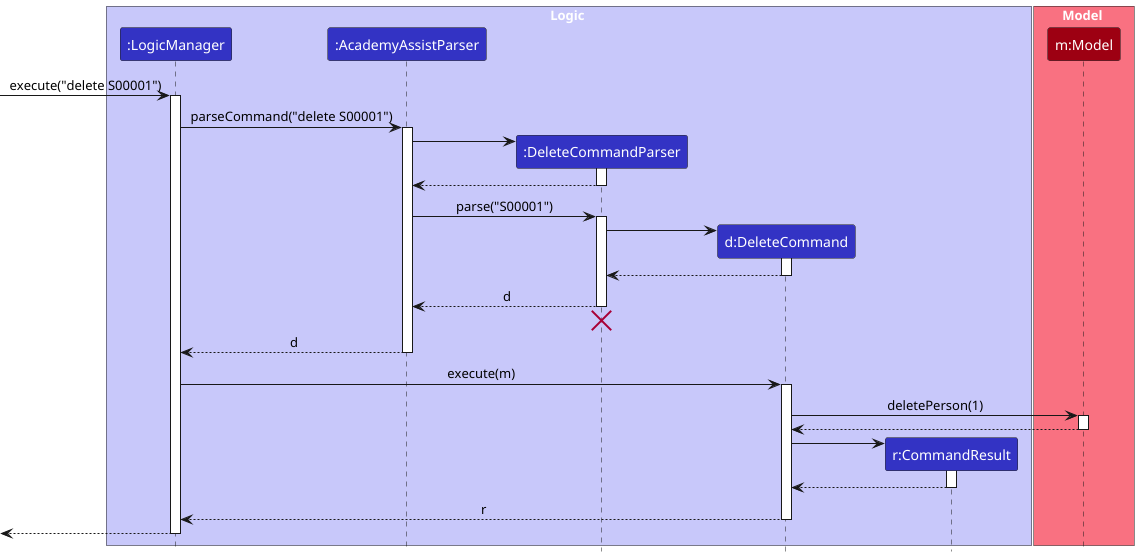 Logic
Model
:LogicManager
:AcademyAssistParser
m:Model
execute("delete S00001")
parseCommand("delete S00001")
:DeleteCommandParser
parse("S00001")
d:DeleteCommand
d
d
execute(m)
deletePerson(1)
r:CommandResult
r